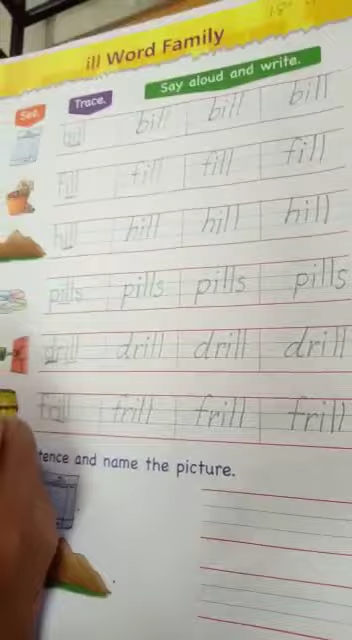 ill Word Family
See. Trace. Say aloud and write.
bill bill bill bill
fill fill fill fill
hill hill hill hill
pills pills pills pills
drill drill drill drill
frill frill frill frill
tence and name the picture.